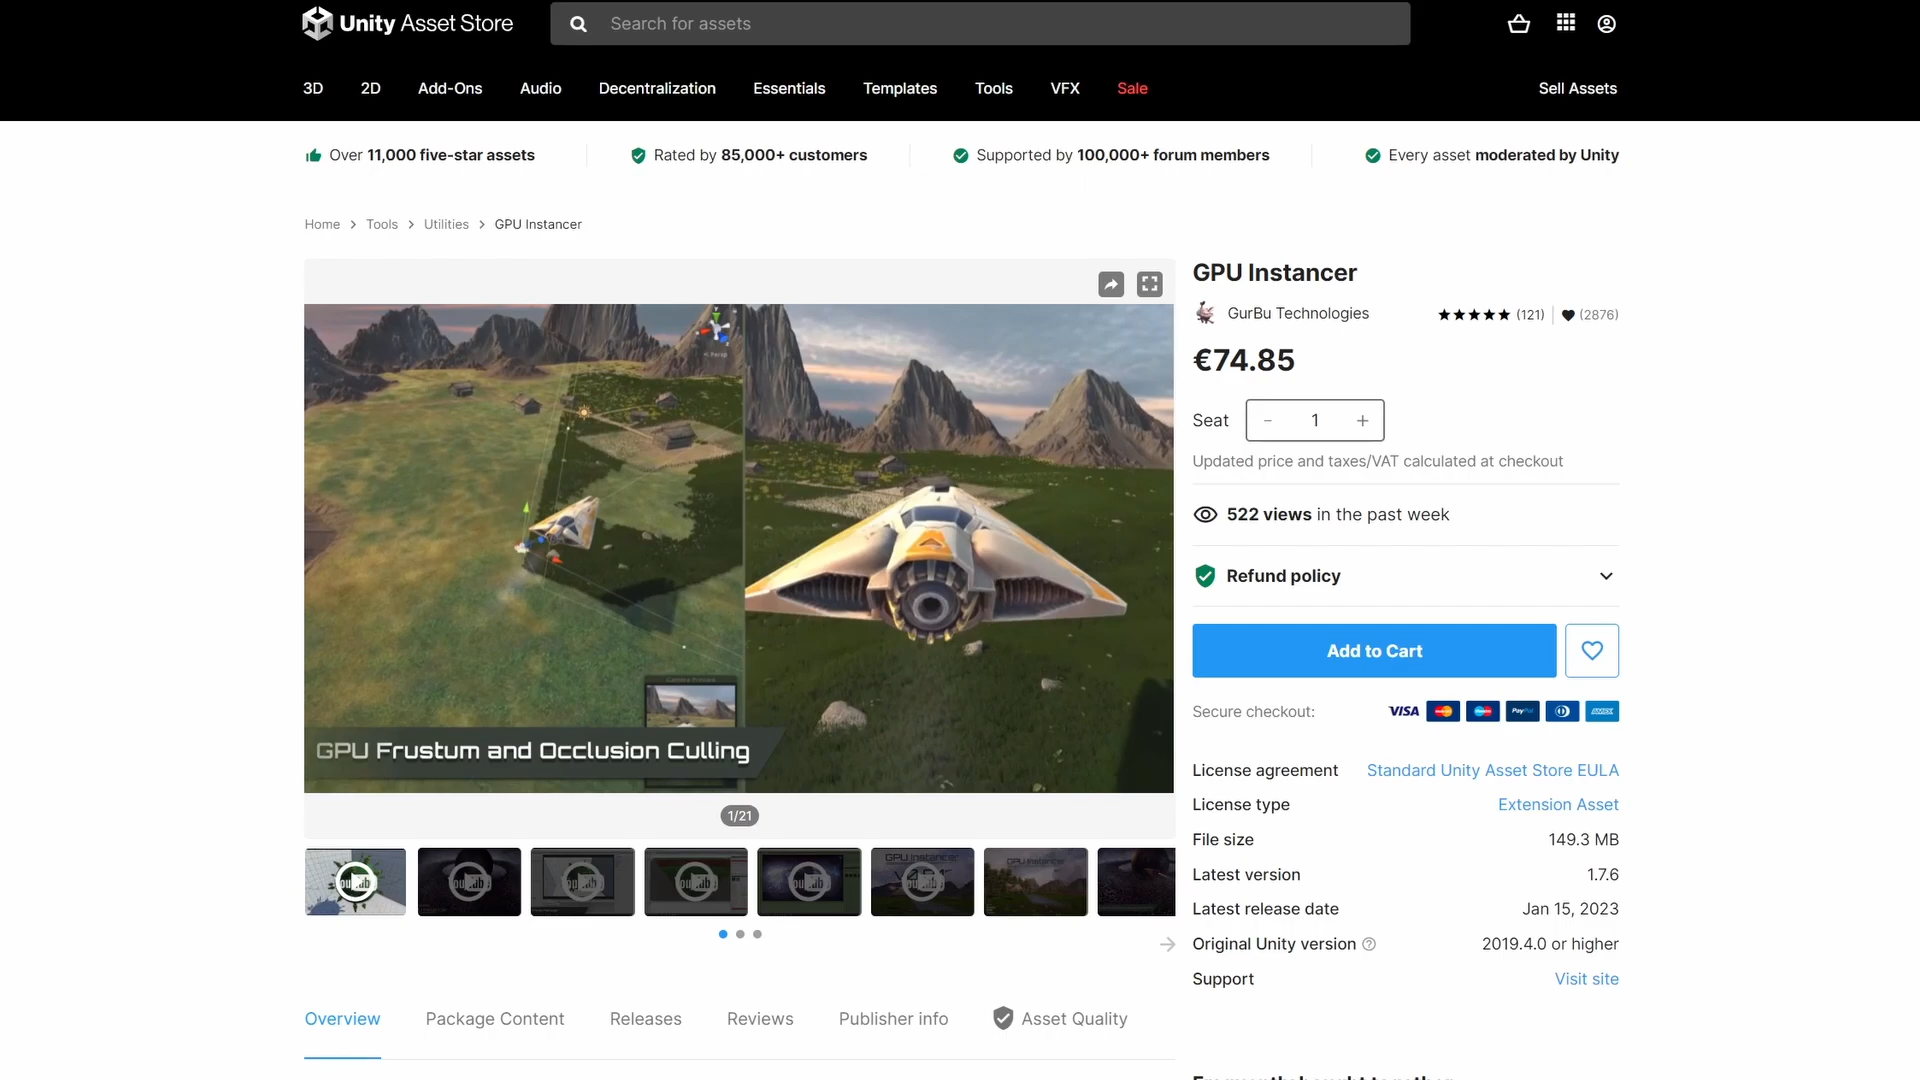 Unity Asset Store
Search for assets
3D 2D Add-Ons Audio Decentralization Essentials Templates Tools VFX Sale Sell Assets
Over 11,000 five-star assets
Rated by 85,000+ customers
Supported by 100,000+ forum members
Every asset moderated by Unity
Home > Tools > Utilities > GPU Instancer
GPU Frustum and Occlusion Culling
1/21
GPU Instancer
GurBu Technologies
(121) (2876)
€74.85
Seat - 1 +
Updated price and taxes/VAT calculated at checkout
522 views in the past week
Refund policy
Add to Cart
Secure checkout: VISA PayPal AMEX
License agreement Standard Unity Asset Store EULA
License type Extension Asset
File size 149.3 MB
Latest version 1.7.6
Latest release date Jan 15, 2023
Original Unity version 2019.4.0 or higher
Support Visit site
Overview Package Content Releases Reviews Publisher info Asset Quality